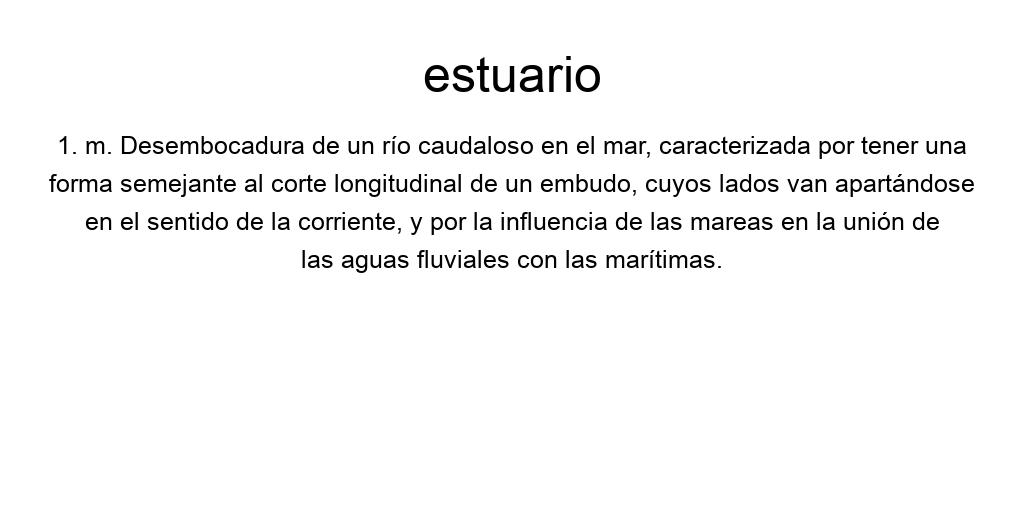 estuario
1. m. Desembocadura de un río caudaloso en el mar, caracterizada por tener una
forma semejante al corte longitudinal de un embudo, cuyos lados van apartándose
en el sentido de la corriente, y por la influencia de las mareas en la unión de
las aguas fluviales con las marítimas.